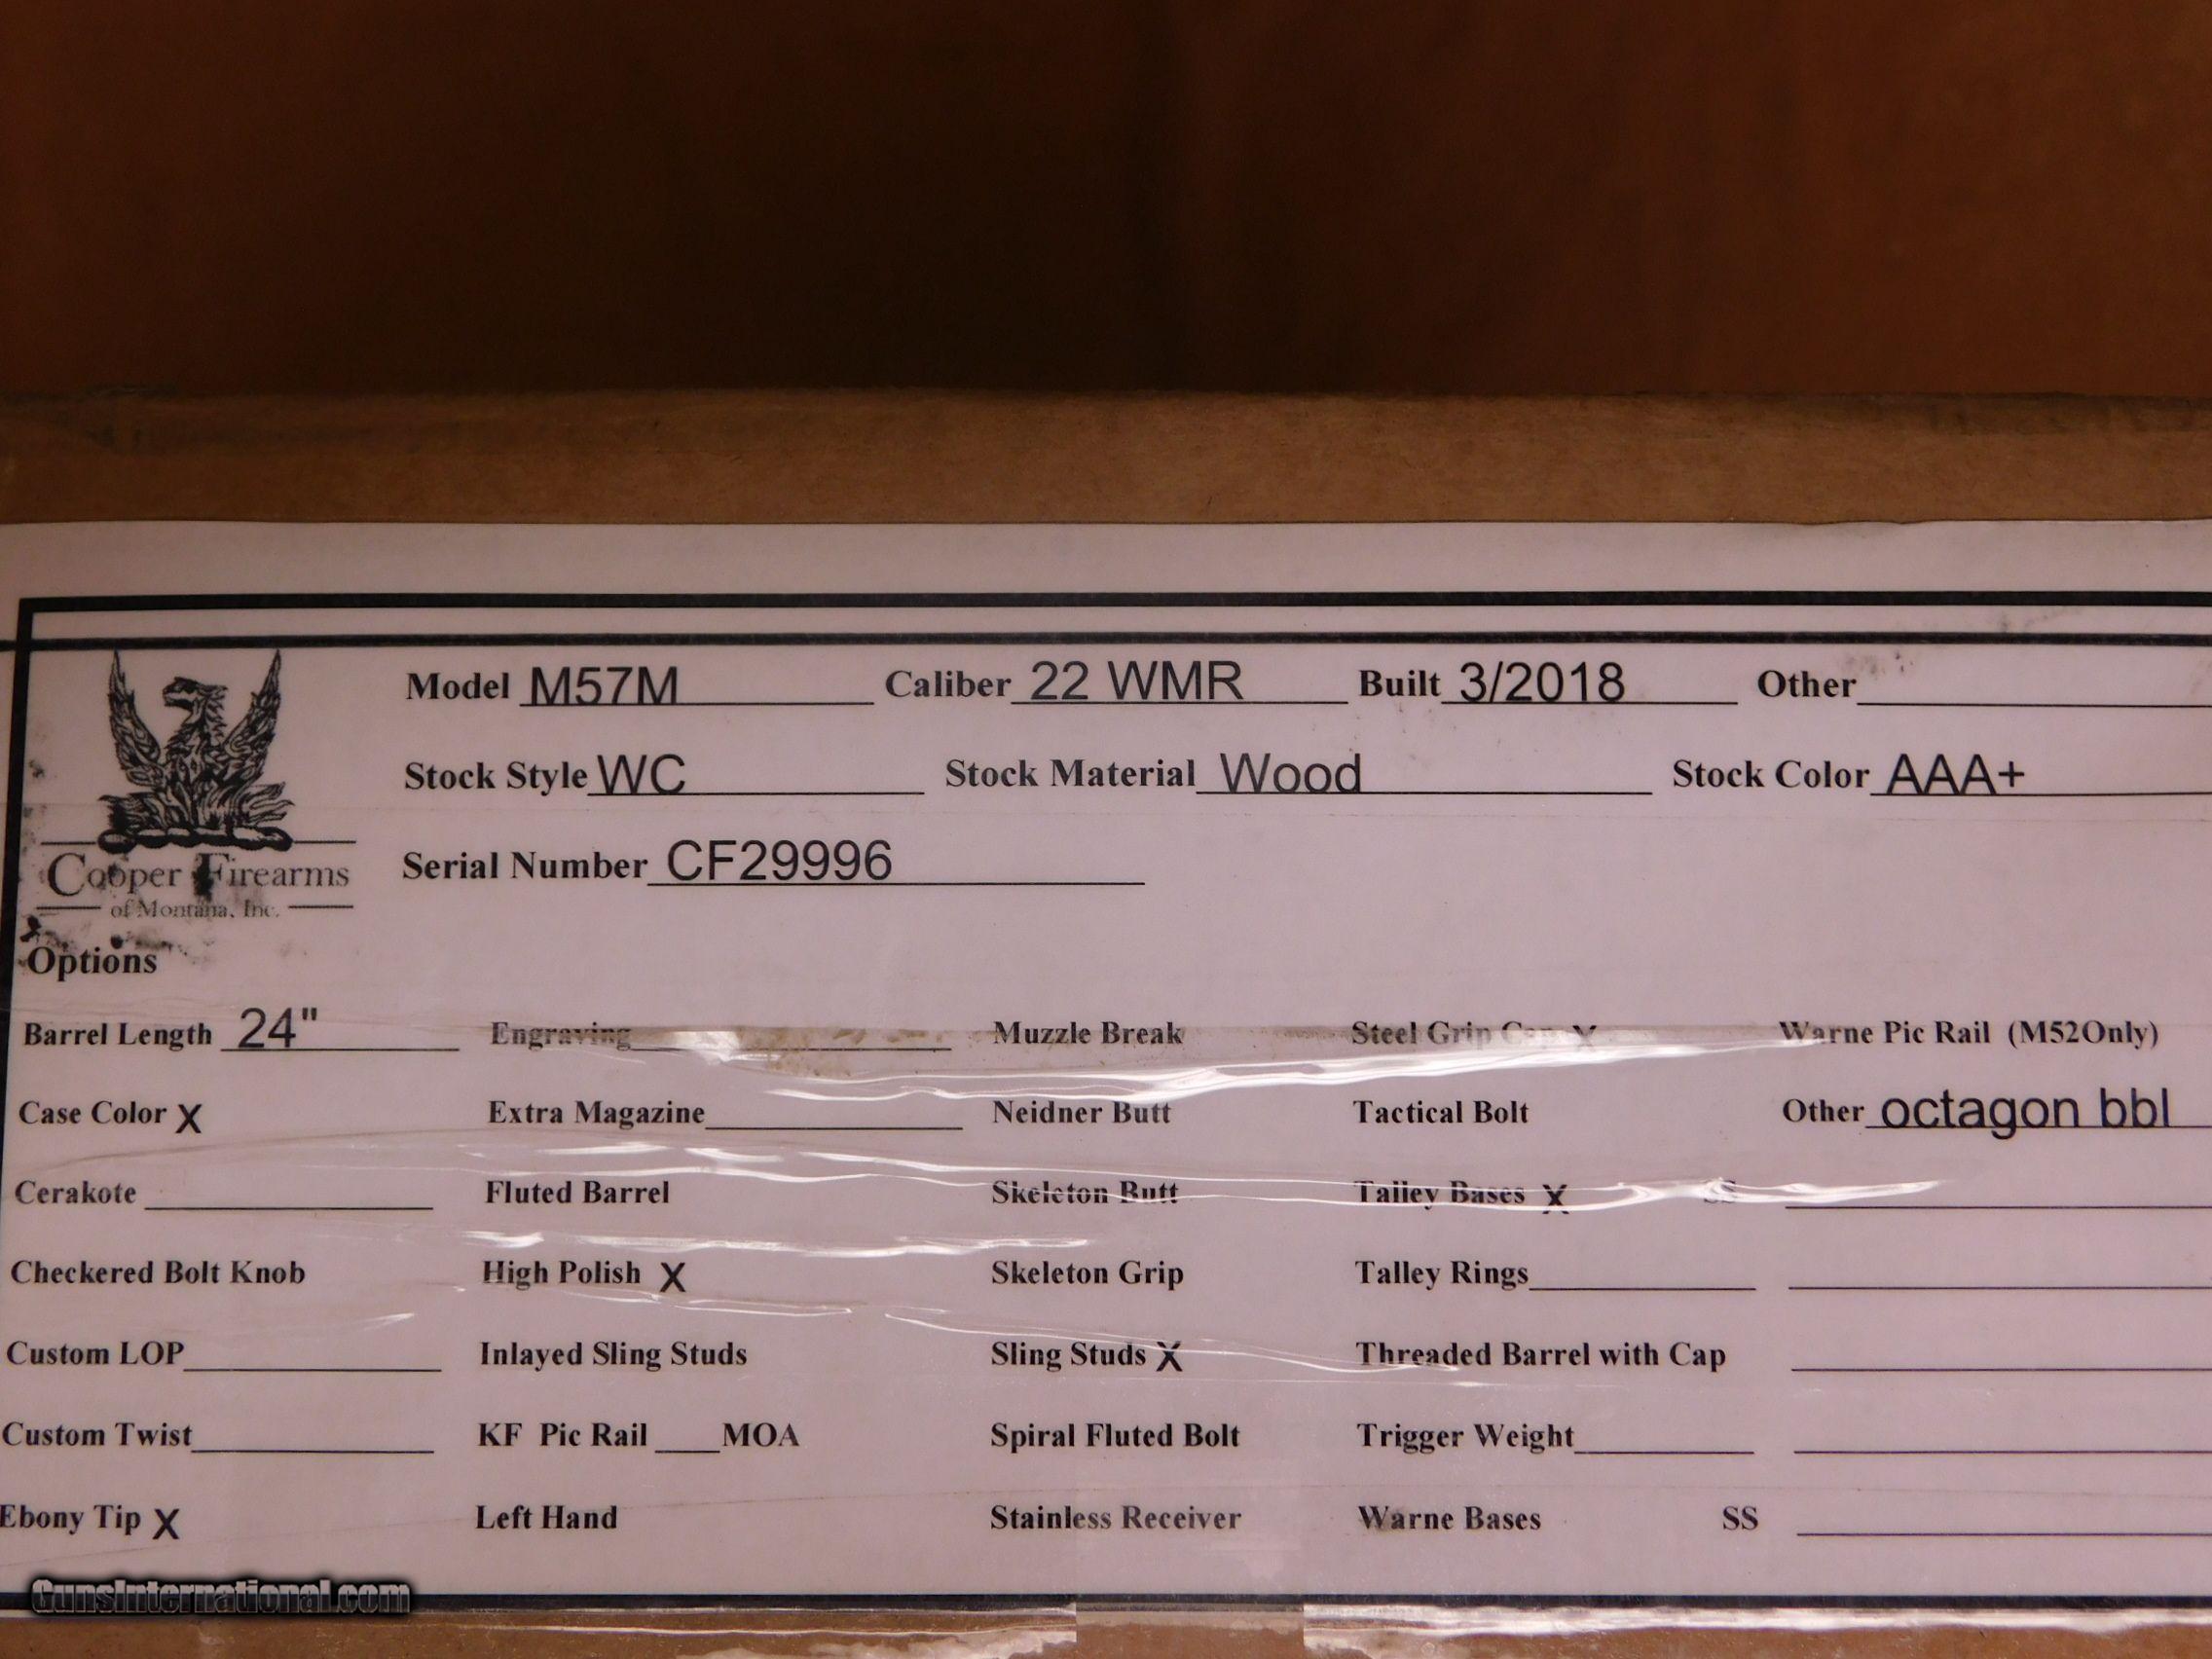 Model M57M Caliber 22 WMR Built 3/2018 Other
Stock Style WC Stock Material Wood Stock Color AAA+
Serial Number CF29996
Cooper Firearms
of Montana, Inc.
Options
Barrel Length 24" Engraving Muzzle Break Steel Grip Cap X Warne Pic Rail (M52Only)
Case Color X Extra Magazine Neidner Butt Tactical Bolt Other octagon bbl
Cerakote Fluted Barrel Skeleton Butt Talley Bases X SS
Checkered Bolt Knob High Polish X Skeleton Grip Talley Rings
Custom LOP Inlayed Sling Studs Sling Studs X Threaded Barrel with Cap
Custom Twist KF Pic Rail ___MOA Spiral Fluted Bolt Trigger Weight
Ebony Tip X Left Hand Stainless Receiver Warne Bases SS
GunsInternational.com